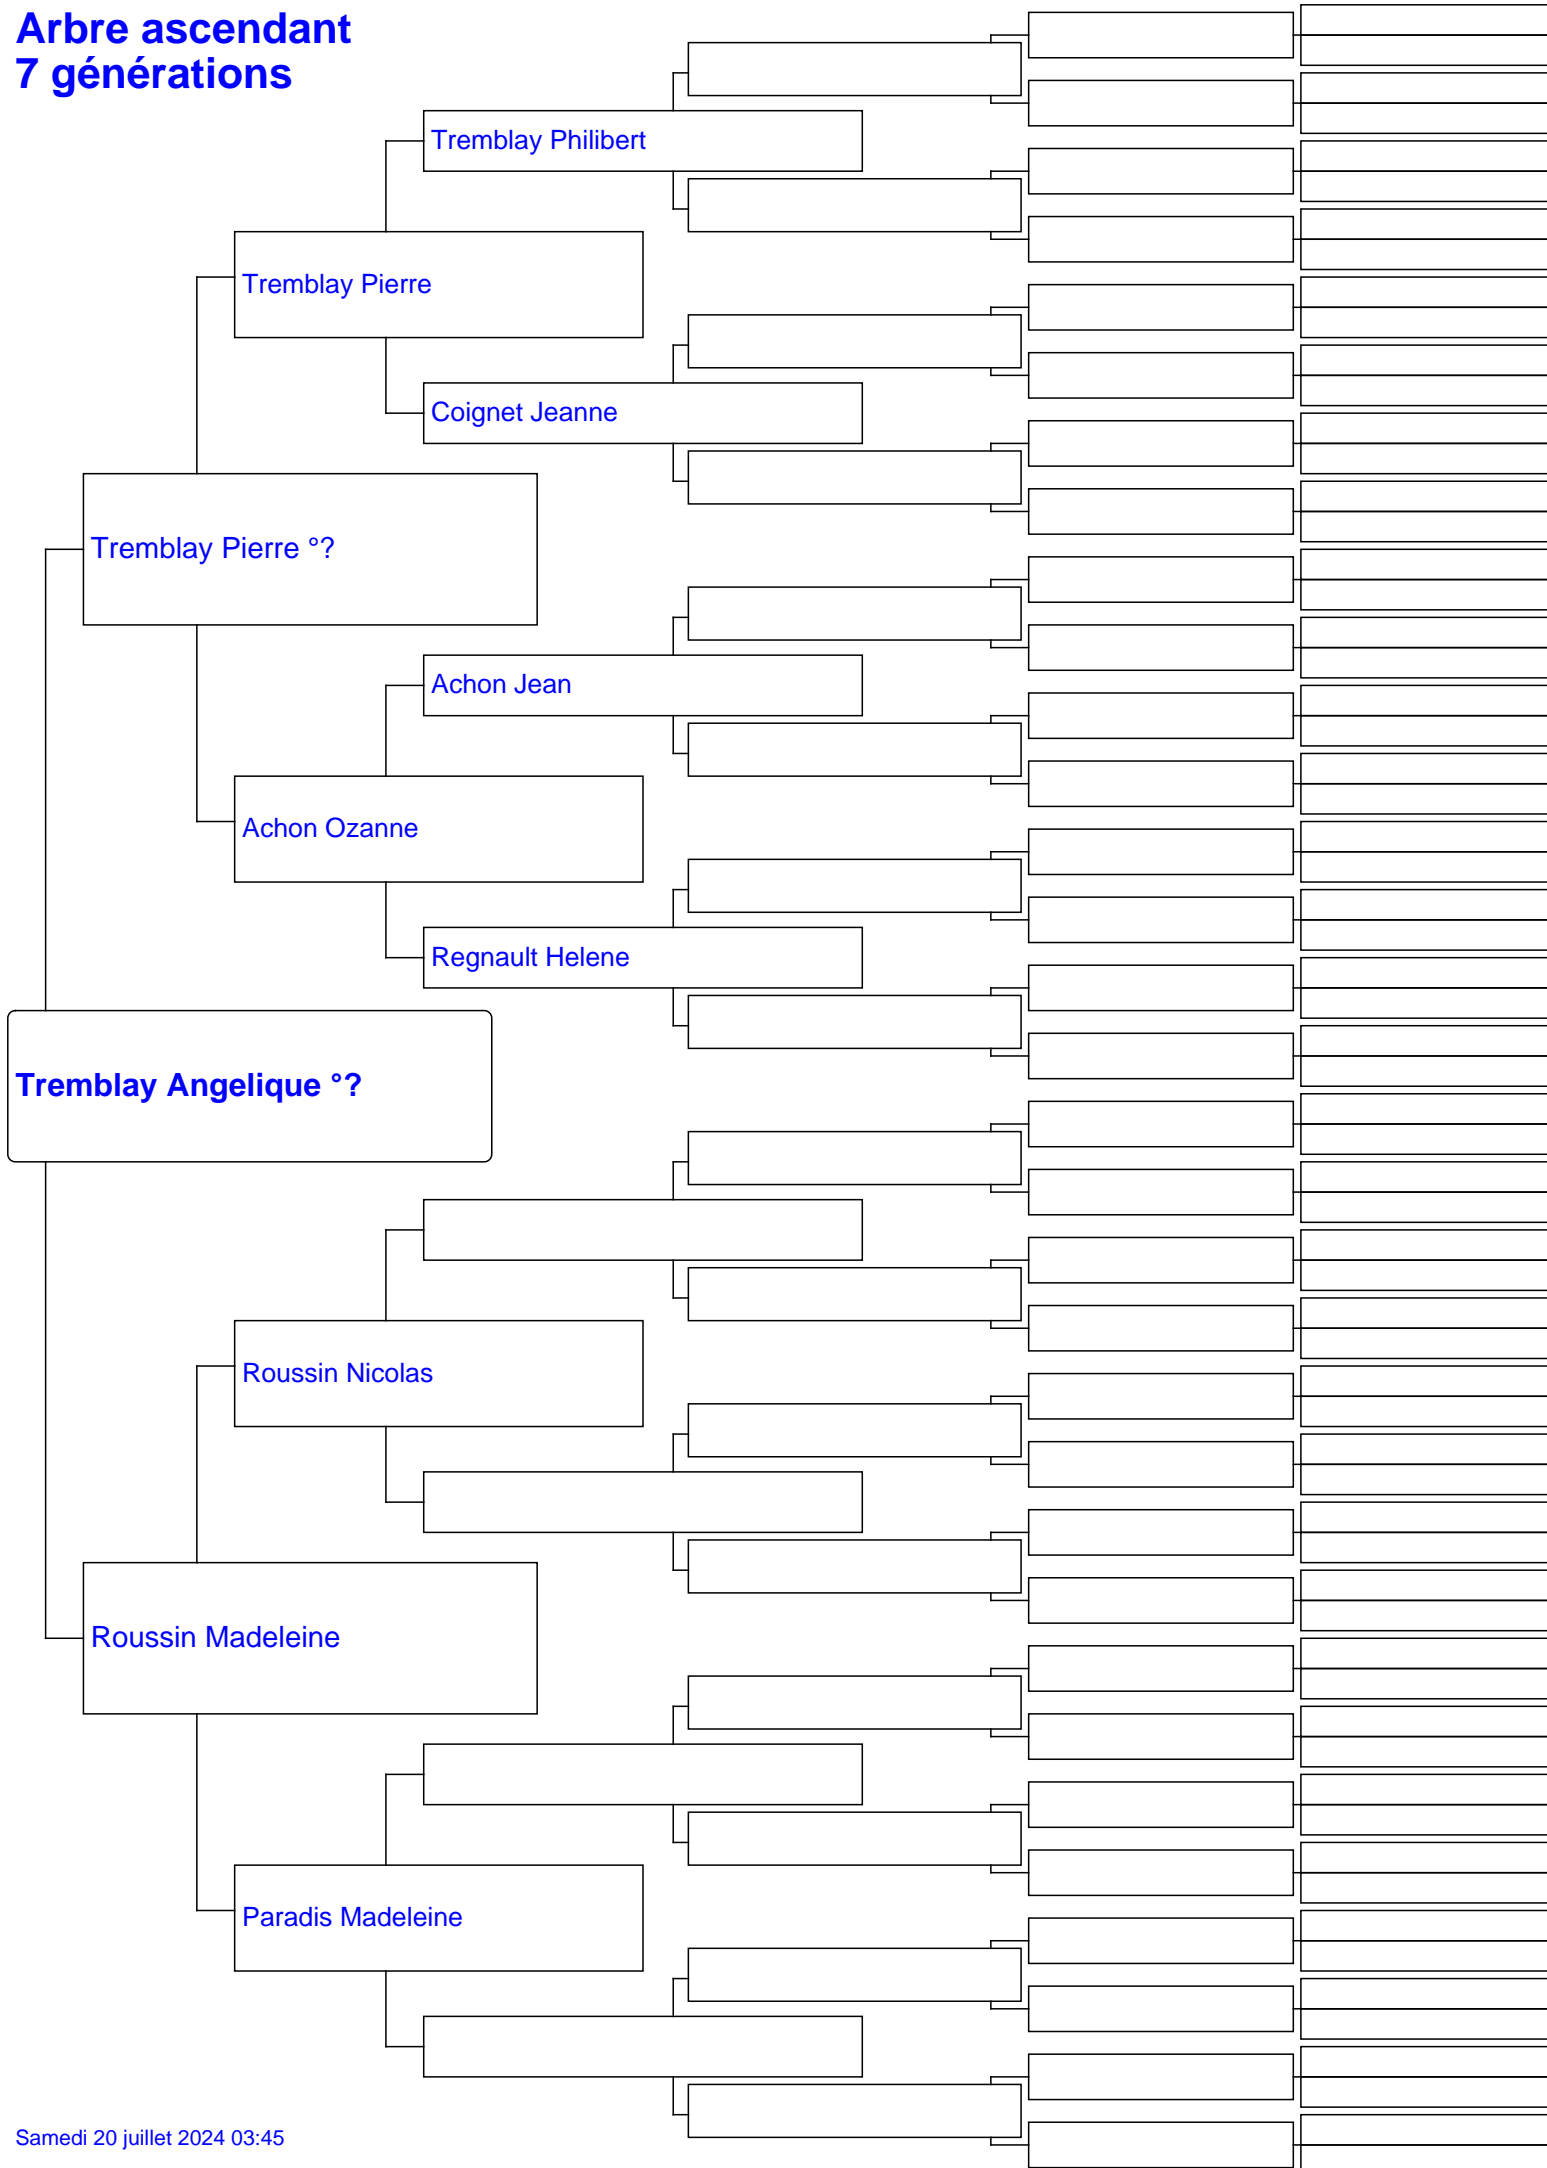 Arbre ascendant
7 générations
Tremblay Philibert
Tremblay Pierre
Coignet Jeanne
Tremblay Pierre °?
Achon Jean
Achon Ozanne
Regnault Helene
Tremblay Angelique °?
Roussin Nicolas
Roussin Madeleine
Paradis Madeleine
Samedi 20 juillet 2024 03:45